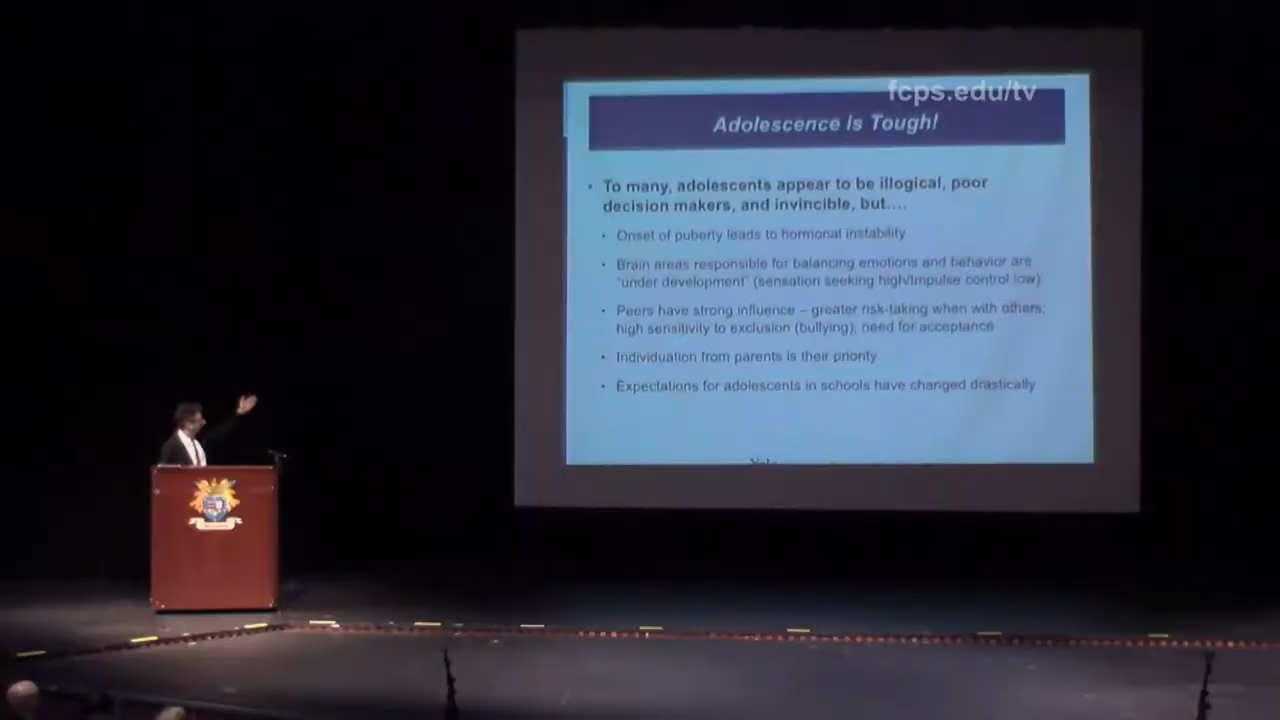 fcps.edu/tv
Adolescence is Tough!
• To many, adolescents appear to be illogical, poor
decision makers, and invincible, but....
• Onset of puberty leads to hormonal instability
• Brain areas responsible for balancing emotions and behavior are
"under development" (sensation seeking high/Impulse control low)
• Peers have strong influence – greater risk-taking when with others;
high sensitivity to exclusion (bullying); need for acceptance
• Individuation from parents is their priority
• Expectations for adolescents in schools have changed drastically